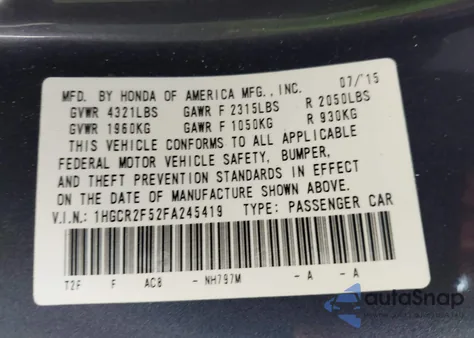 MFD. BY HONDA OF AMERICA MFG., INC. 07/15
GVWR 4321LBS GAWR F 2315LBS R 2050LBS
GVWR 1960KG GAWR F 1050KG R 930KG
THIS VEHICLE CONFORMS TO ALL APPLICABLE
FEDERAL MOTOR VEHICLE SAFETY, BUMPER,
AND THEFT PREVENTION STANDARDS IN EFFECT
ON THE DATE OF MANUFACTURE SHOWN ABOVE.
V.I.N.: 1HGCR2F52FA245419 TYPE: PASSENGER CAR
T2F F AC8 - NH797M - A - A
autoSnap